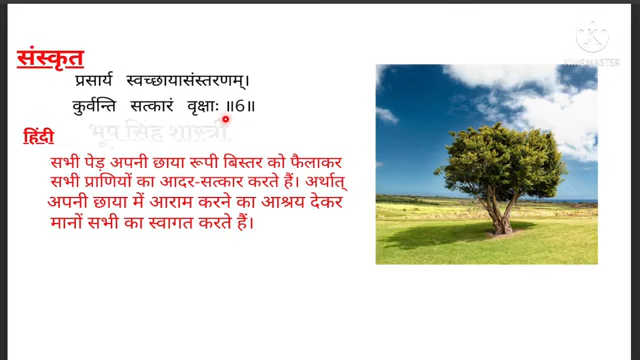 संस्कृत
प्रसार्य स्वच्छायासंस्तरणम्।
कुर्वन्ति सत्कारं वृक्षाः ॥6॥
भूप सिंह शास्त्री
हिंदी
सभी पेड़ अपनी छाया रूपी बिस्तर को फैलाकर
सभी प्राणियों का आदर-सत्कार करते हैं। अर्थात्
अपनी छाया में आराम करने का आश्रय देकर
मानों सभी का स्वागत करते हैं।
KINEMASTER